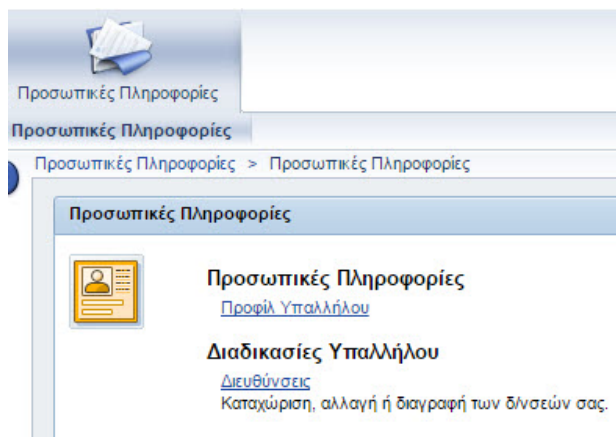 Προσωπικές Πληροφορίες
Προσωπικές Πληροφορίες
Προσωπικές Πληροφορίες > Προσωπικές Πληροφορίες
Προσωπικές Πληροφορίες
Προσωπικές Πληροφορίες
Προφίλ Υπαλλήλου
Διαδικασίες Υπαλλήλου
Διευθύνσεις
Καταχώριση, αλλαγή ή διαγραφή των δ/νσεών σας.